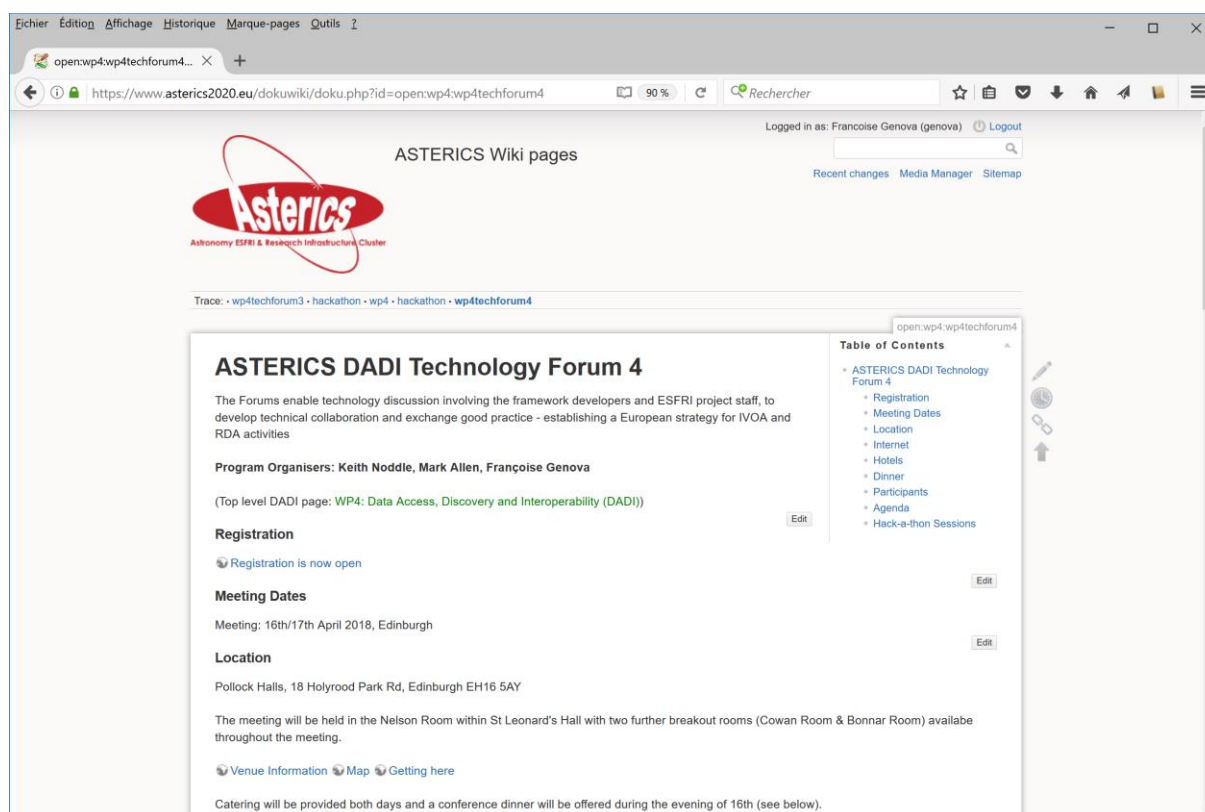 Fichier Édition Affichage Historique Marque-pages Outils ?
open:wp4:wp4techforum4...
https://www.asterics2020.eu/dokuwiki/doku.php?id=open:wp4:wp4techforum4 90 % Rechercher
Logged in as: Francoise Genova (genova) Logout
ASTERICS Wiki pages
Recent changes Media Manager Sitemap
Asterics
Astronomy ESFRI & Research Infrastructure Cluster
Trace: • wp4techforum3 • hackathon • wp4 • hackathon • wp4techforum4
open:wp4:wp4techforum4
Table of Contents
ASTERICS DADI Technology
Forum 4
Registration
Meeting Dates
Location
Internet
Hotels
Dinner
Participants
Agenda
Hack-a-thon Sessions
ASTERICS DADI Technology Forum 4
The Forums enable technology discussion involving the framework developers and ESFRI project staff, to
develop technical collaboration and exchange good practice - establishing a European strategy for IVOA and
RDA activities
Program Organisers: Keith Noddle, Mark Allen, Françoise Genova
(Top level DADI page: WP4: Data Access, Discovery and Interoperability (DADI))
Edit
Registration
Registration is now open
Edit
Meeting Dates
Meeting: 16th/17th April 2018, Edinburgh
Edit
Location
Pollock Halls, 18 Holyrood Park Rd, Edinburgh EH16 5AY
The meeting will be held in the Nelson Room within St Leonard's Hall with two further breakout rooms (Cowan Room & Bonnar Room) availabe
throughout the meeting.
Venue Information Map Getting here
Catering will be provided both days and a conference dinner will be offered during the evening of 16th (see below).